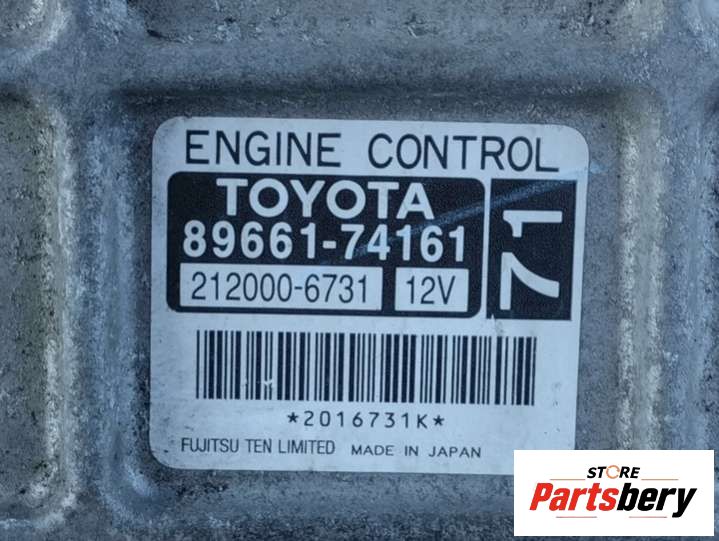 ENGINE CONTROL
TOYOTA
89661-74161
212000-6731 12V
71
*2016731K*
FUJITSU TEN LIMITED MADE IN JAPAN
STORE
Partsbery